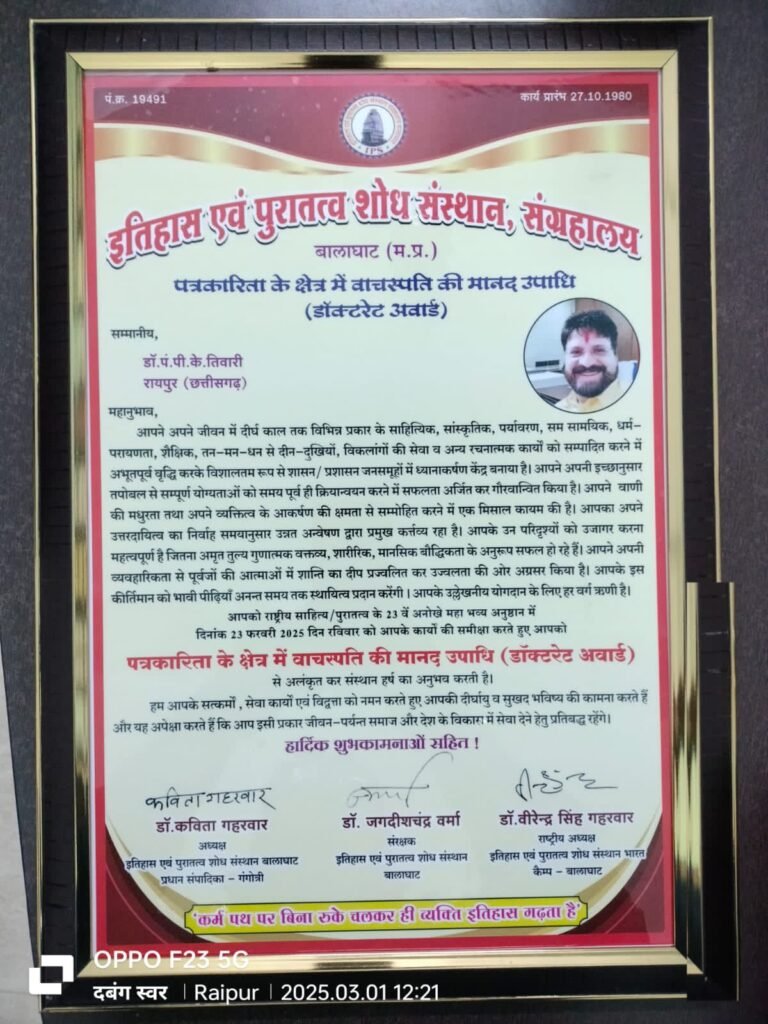 पं.क्र. 19491
कार्य प्रारंभ 27.10.1980
IPS
इतिहास एवं पुरातत्व शोध संस्थान, संग्रहालय
बालाघाट (म.प्र.)
पत्रकारिता के क्षेत्र में वाचस्पति की मानद उपाधि
(डॉक्टरेट अवार्ड)
सम्मानीय,
डॉ.पं.पी.के.तिवारी
रायपुर (छत्तीसगढ़)
महानुभाव,
आपने अपने जीवन में दीर्घ काल तक विभिन्न प्रकार के साहित्यिक, सांस्कृतिक, पर्यावरण, सम सामयिक, धर्म-
परायणता, शैक्षिक, तन-मन-धन से दीन-दुखियों, विकलांगों की सेवा व अन्य रचनात्मक कार्यो को सम्पादित करने में
अभूतपूर्व वृद्धि करके विशालतम रूप से शासन/ प्रशासन जनसमूहों में ध्यानाकर्षण केंद्र बनाया है। आपने अपनी इच्छानुसार
तपोबल से सम्पूर्ण योग्यताओं को समय पूर्व ही क्रियान्वयन करने में सफलता अर्जित कर गौरवान्वित किया है। आपने वाणी
की मधुरता तथा अपने व्यक्तित्व के आकर्षण की क्षमता से सम्मोहित करने में एक मिसाल कायम की है। आपका अपने
उत्तरदायित्व का निर्वाह समयानुसार उन्नत अन्वेषण द्वारा प्रमुख कर्त्तव्य रहा है। आपके उन परिदृश्यों को उजागर करना
महत्वपूर्ण है जितना अमृत तुल्य गुणात्मक वक्तव्य, शारीरिक, मानसिक बौद्धिकता के अनुरूप सफल हो रहे हैं। आपने अपनी
व्यवहारिकता से पूर्वजों की आत्माओं में शान्ति का दीप प्रज्वलित कर उज्वलता की ओर अग्रसर किया है। आपके इस
कीर्तिमान को भावी पीढ़ियाँ अनन्त समय तक स्थायित्व प्रदान करेंगी । आपके उल्लेखनीय योगदान के लिए हर वर्ग ऋणी है।
आपको राष्ट्रीय साहित्य/पुरातत्व के 23 वें अनोखे महा भव्य अनुष्ठान में
दिनांक 23 फरवरी 2025 दिन रविवार को आपके कार्यों की समीक्षा करते हुए आपको
पत्रकारिता के क्षेत्र में वाचस्पति की मानद उपाधि (डॉक्टरेट अवार्ड)
से अलंकृत कर संस्थान हर्ष का अनुभव करती है।
हम आपके सत्कर्मों , सेवा कार्यों एवं विद्वत्ता को नमन करते हुए आपकी दीर्घायु व सुखद भविष्य की कामना करते हैं
और यह अपेक्षा करते हैं कि आप इसी प्रकार जीवन-पर्यन्त समाज और देश के विकास में सेवा देने हेतु प्रतिबद्ध रहेंगे।
हार्दिक शुभकामनाओं सहित !
कविता गहरवार
डॉ.कविता गहरवार
अध्यक्ष
इतिहास एवं पुरातत्व शोध संस्थान बालाघाट
प्रधान संपादिका - गंगोत्री
डॉ. जगदीशचंद्र वर्मा
संरक्षक
इतिहास एवं पुरातत्व शोध संस्थान
बालाघाट
डॉ.वीरेन्द्र सिंह गहरवार
राष्ट्रीय अध्यक्ष
इतिहास एवं पुरातत्व शोध संस्थान भारत
कैम्प - बालाघाट
'कर्म पथ पर बिना रुके चलकर ही व्यक्ति इतिहास गढ़ता है'
OPPO F23 5G
दबंग स्वर | Raipur | 2025.03.01 12:21